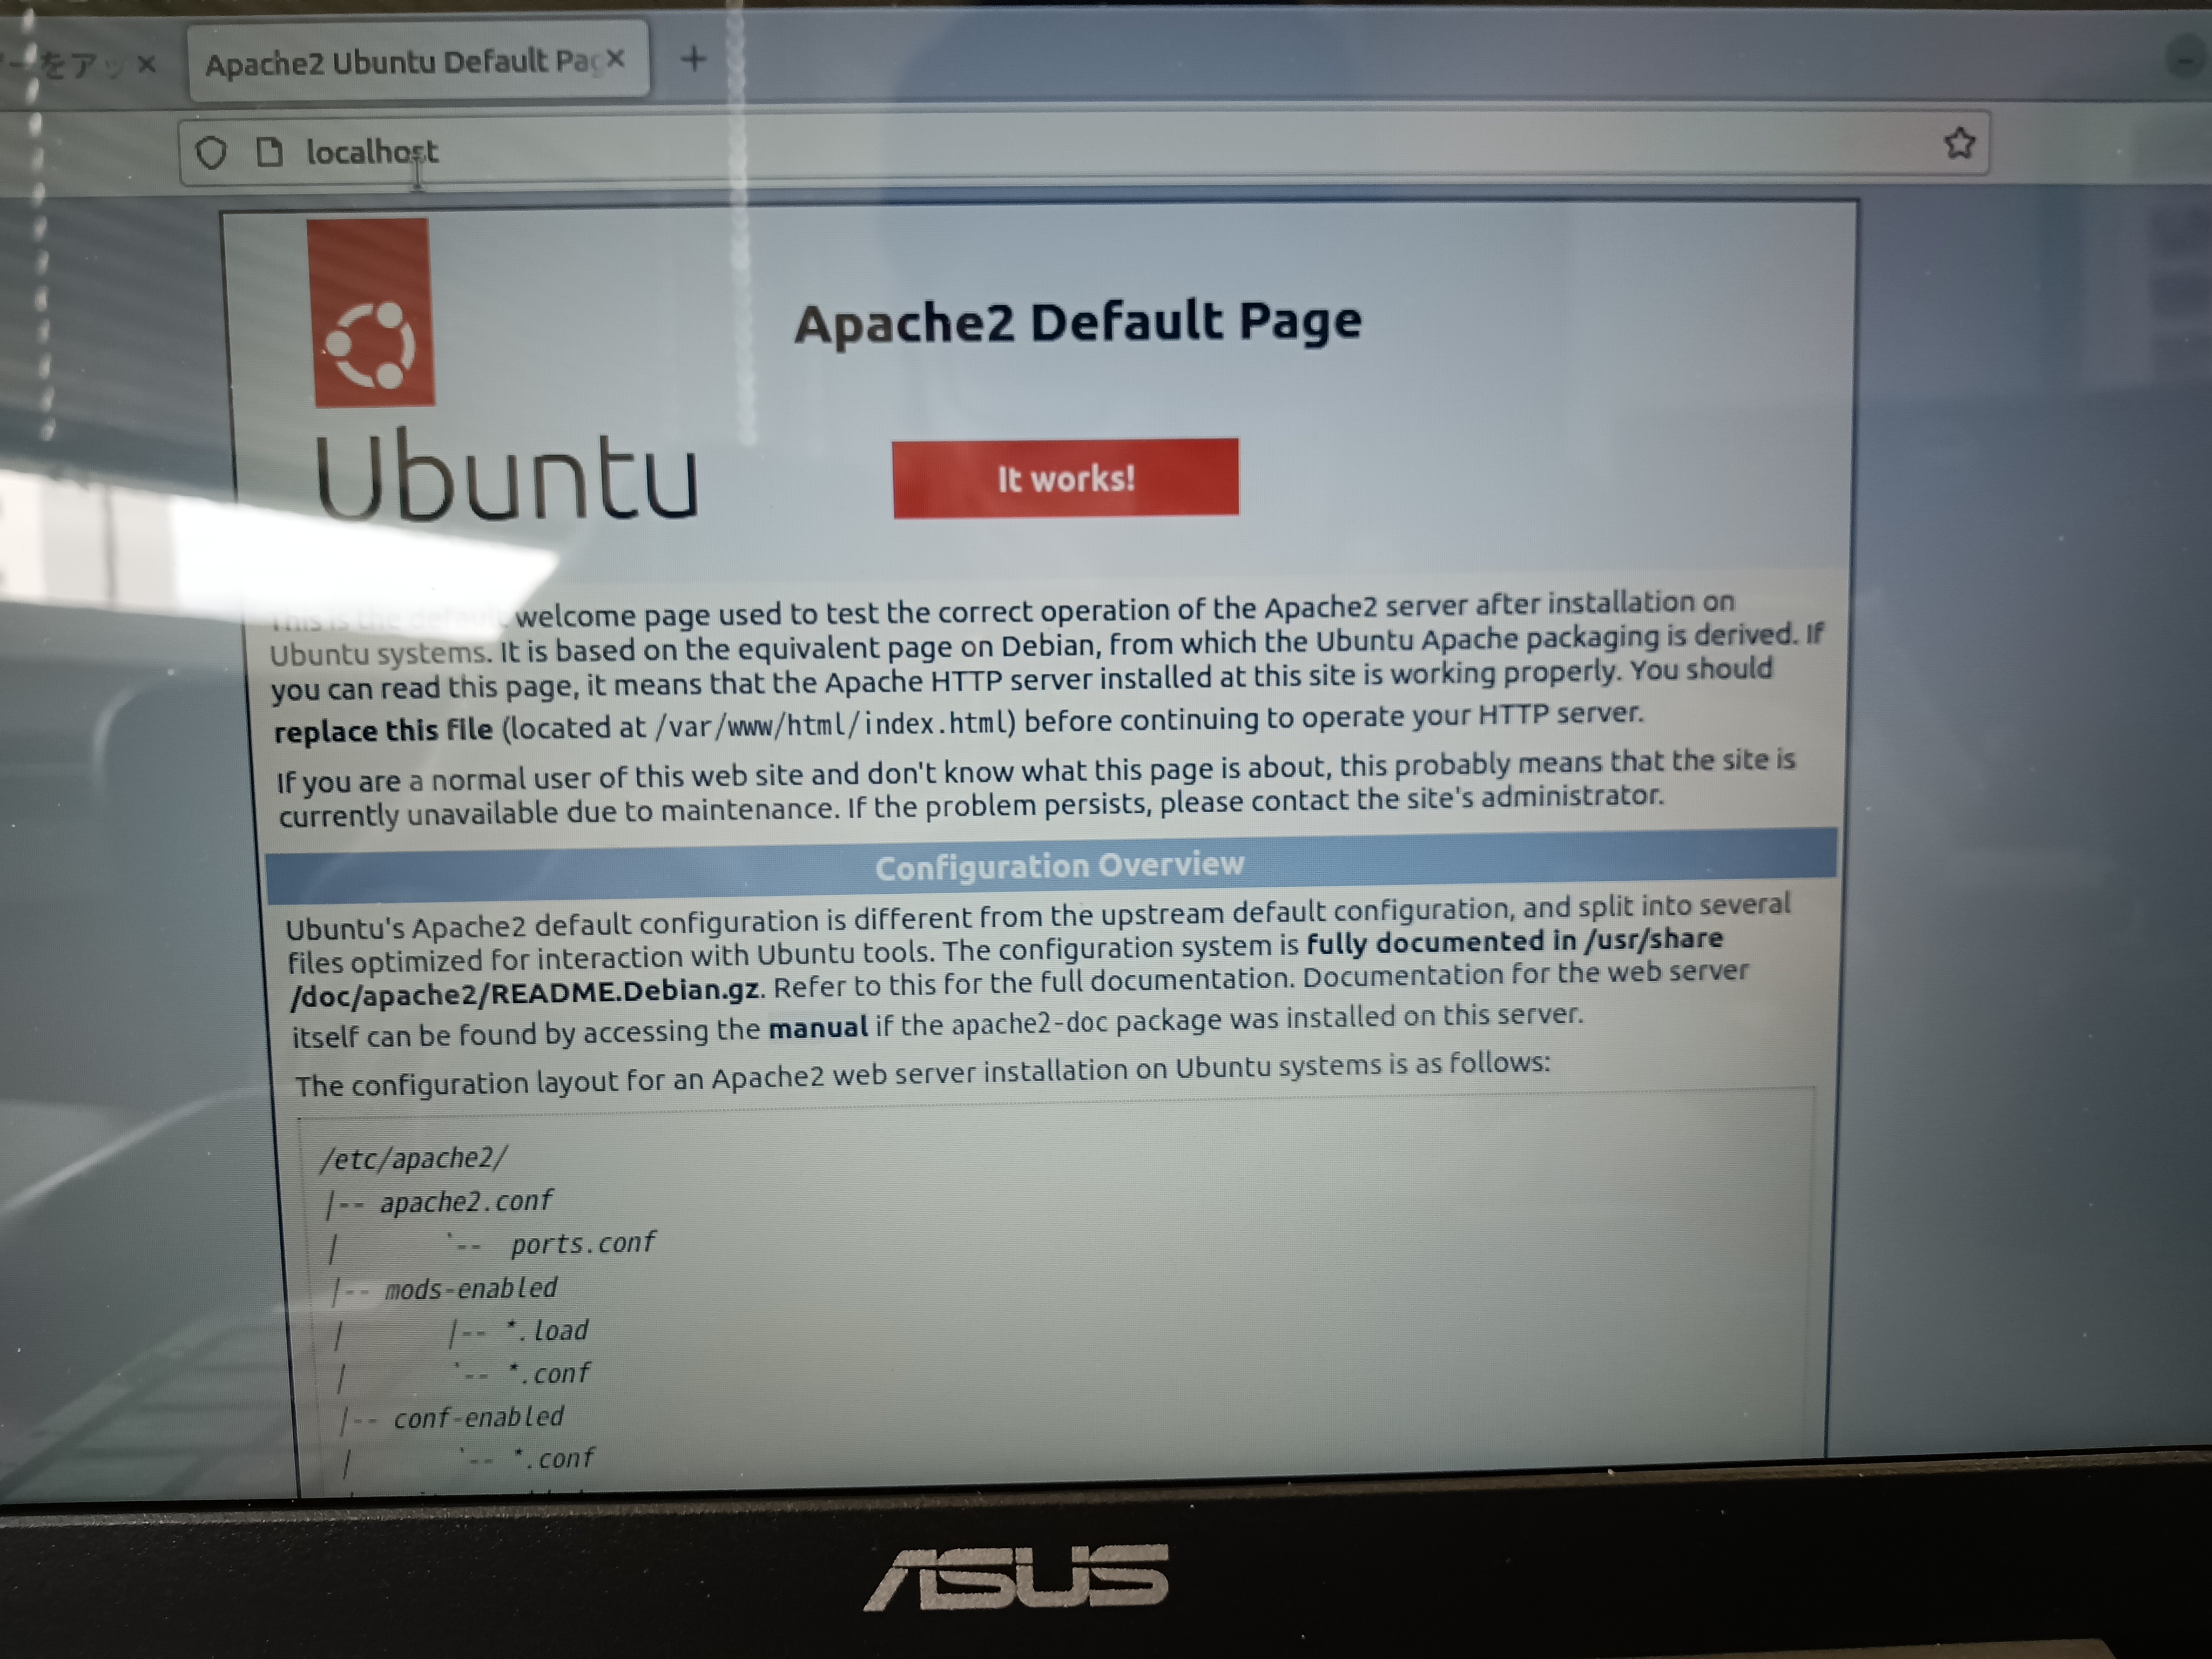 をア
Apache2 Ubuntu Default Pag
localhost
Apache2 Default Page
Ubuntu
It works!
This is the default welcome page used to test the correct operation of the Apache2 server after installation on
Ubuntu systems. It is based on the equivalent page on Debian, from which the Ubuntu Apache packaging is derived. If
you can read this page, it means that the Apache HTTP server installed at this site is working properly. You should
replace this file (located at /var/www/html/index.html) before continuing to operate your HTTP server.
If you are a normal user of this web site and don't know what this page is about, this probably means that the site is
currently unavailable due to maintenance. If the problem persists, please contact the site's administrator.
Configuration Overview
Ubuntu's Apache2 default configuration is different from the upstream default configuration, and split into several
files optimized for interaction with Ubuntu tools. The configuration system is fully documented in /usr/share
/doc/apache2/README.Debian.gz. Refer to this for the full documentation. Documentation for the web server
itself can be found by accessing the manual if the apache2-doc package was installed on this server.
The configuration layout for an Apache2 web server installation on Ubuntu systems is as follows:
/etc/apache2/
|-- apache2.conf
|       `--  ports.conf
|-- mods-enabled
|       |-- *.load
|       `-- *.conf
|-- conf-enabled
|       `-- *.conf
ASUS